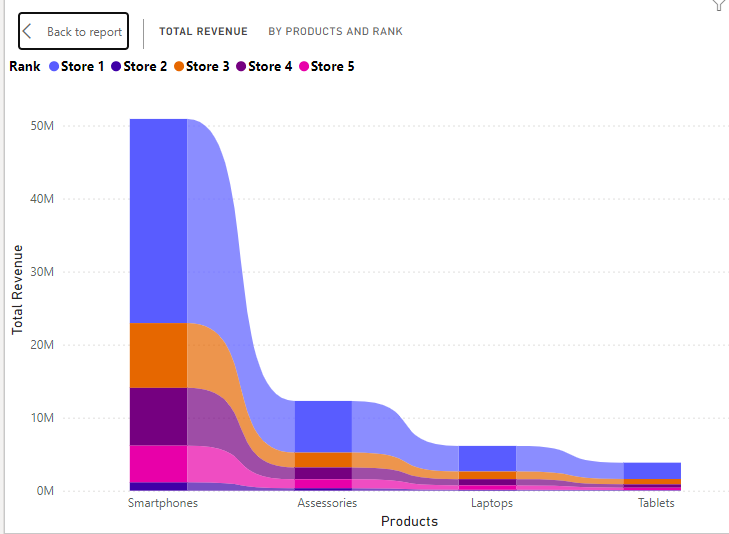 Back to report
TOTAL REVENUE
BY PRODUCTS AND RANK
Rank Store 1 Store 2 Store 3 Store 4 Store 5
50M
40M
30M
20M
10M
0M
Total Revenue
Smartphones Assessories Laptops Tablets
Products